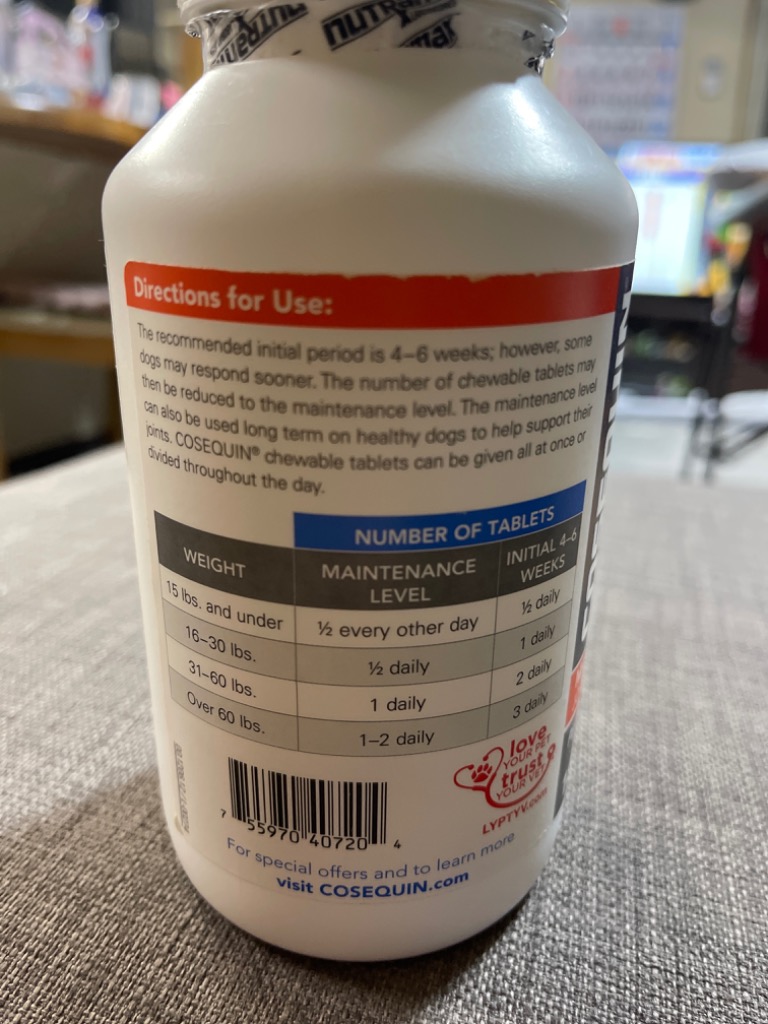 NUTRAMAX
Directions for Use:
The recommended initial period is 4–6 weeks; however, some
dogs may respond sooner. The number of chewable tablets may
then be reduced to the maintenance level. The maintenance level
can also be used long term on healthy dogs to help support their
joints. COSEQUIN® chewable tablets can be given all at once or
divided throughout the day.
NUMBER OF TABLETS
WEIGHT MAINTENANCE LEVEL INITIAL 4–6 WEEKS
15 lbs. and under ½ every other day ½ daily
16–30 lbs. ½ daily 1 daily
31–60 lbs. 1 daily 2 daily
Over 60 lbs. 1–2 daily 3 daily
love
YOUR PET
trust
YOUR VET
LYPTYV.com
7 55970 40720 4
For special offers and to learn more
visit COSEQUIN.com